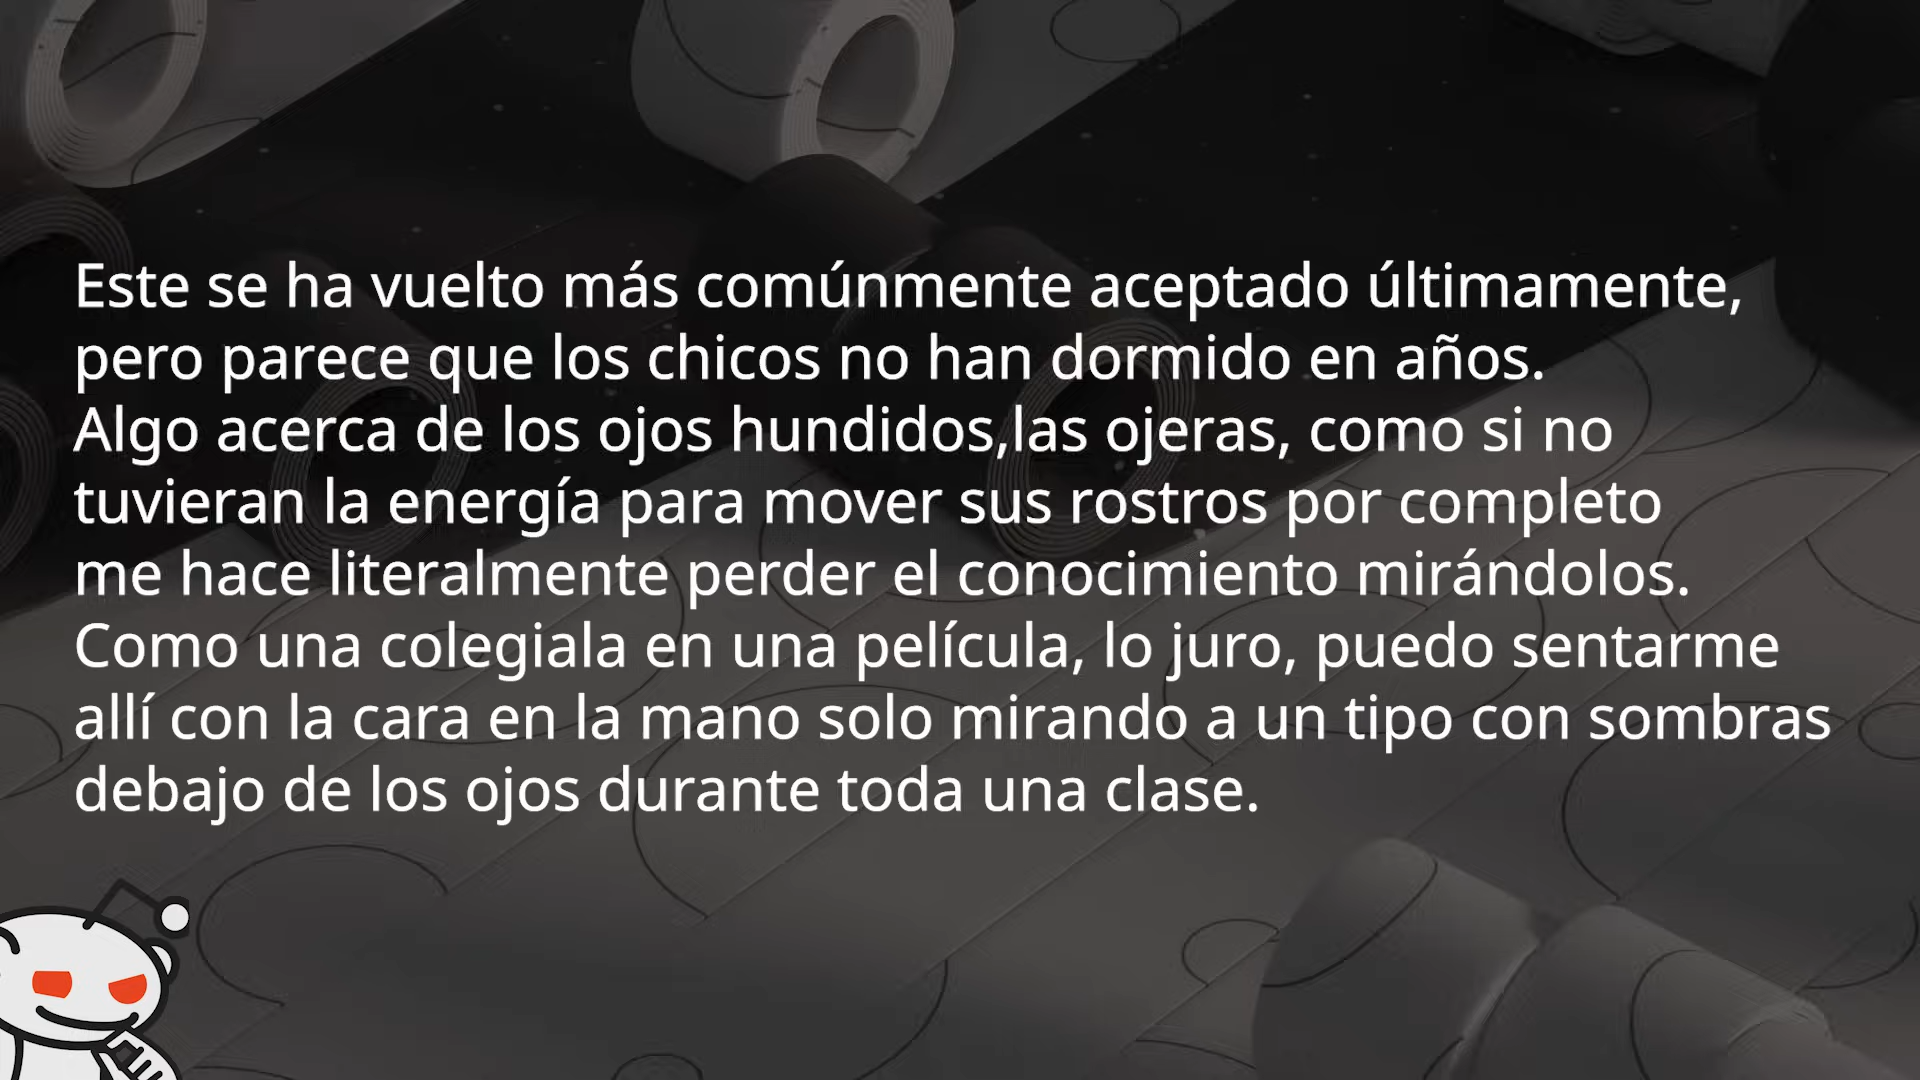 Este se ha vuelto más comúnmente aceptado últimamente,
pero parece que los chicos no han dormido en años.
Algo acerca de los ojos hundidos,las ojeras, como si no
tuvieran la energía para mover sus rostros por completo
me hace literalmente perder el conocimiento mirándolos.
Como una colegiala en una película, lo juro, puedo sentarme
allí con la cara en la mano solo mirando a un tipo con sombras
debajo de los ojos durante toda una clase.